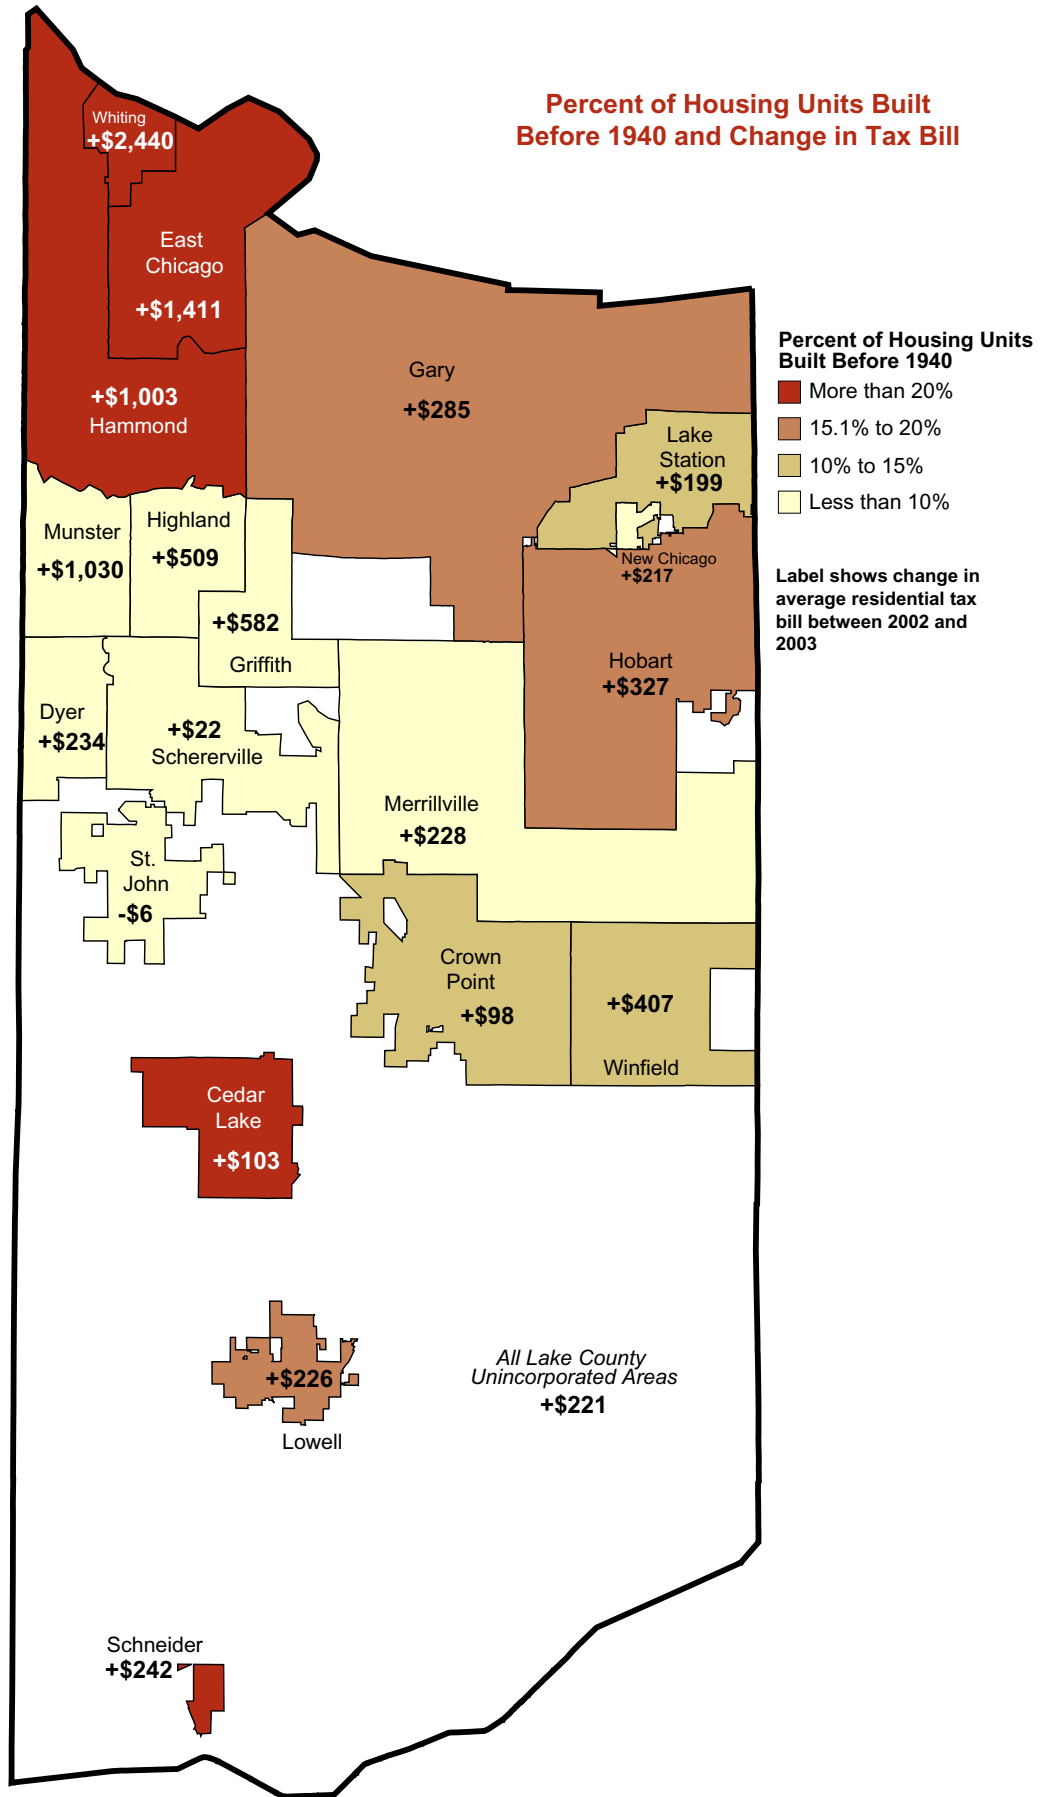 Percent of Housing Units Built
Before 1940 and Change in Tax Bill
Whiting
+$2,440
East
Chicago
+$1,411
+$1,003
Hammond
Gary
+$285
Lake
Station
+$199
Percent of Housing Units
Built Before 1940
More than 20%
15.1% to 20%
10% to 15%
Less than 10%
Label shows change in
average residential tax
bill between 2002 and
2003
Munster
+$1,030
Highland
+$509
+$582
Griffith
New Chicago
+$217
Hobart
+$327
Dyer
+$234
+$22
Schererville
Merrillville
+$228
St.
John
-$6
Crown
Point
+$98
+$407
Winfield
Cedar
Lake
+$103
+$226
Lowell
All Lake County
Unincorporated Areas
+$221
Schneider
+$242